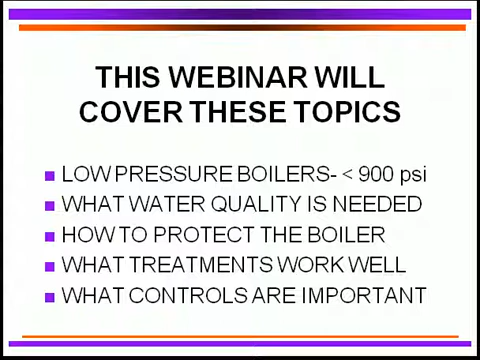 THIS WEBINAR WILL
COVER THESE TOPICS
LOW PRESSURE BOILERS- < 900 psi
WHAT WATER QUALITY IS NEEDED
HOW TO PROTECT THE BOILER
WHAT TREATMENTS WORK WELL
WHAT CONTROLS ARE IMPORTANT